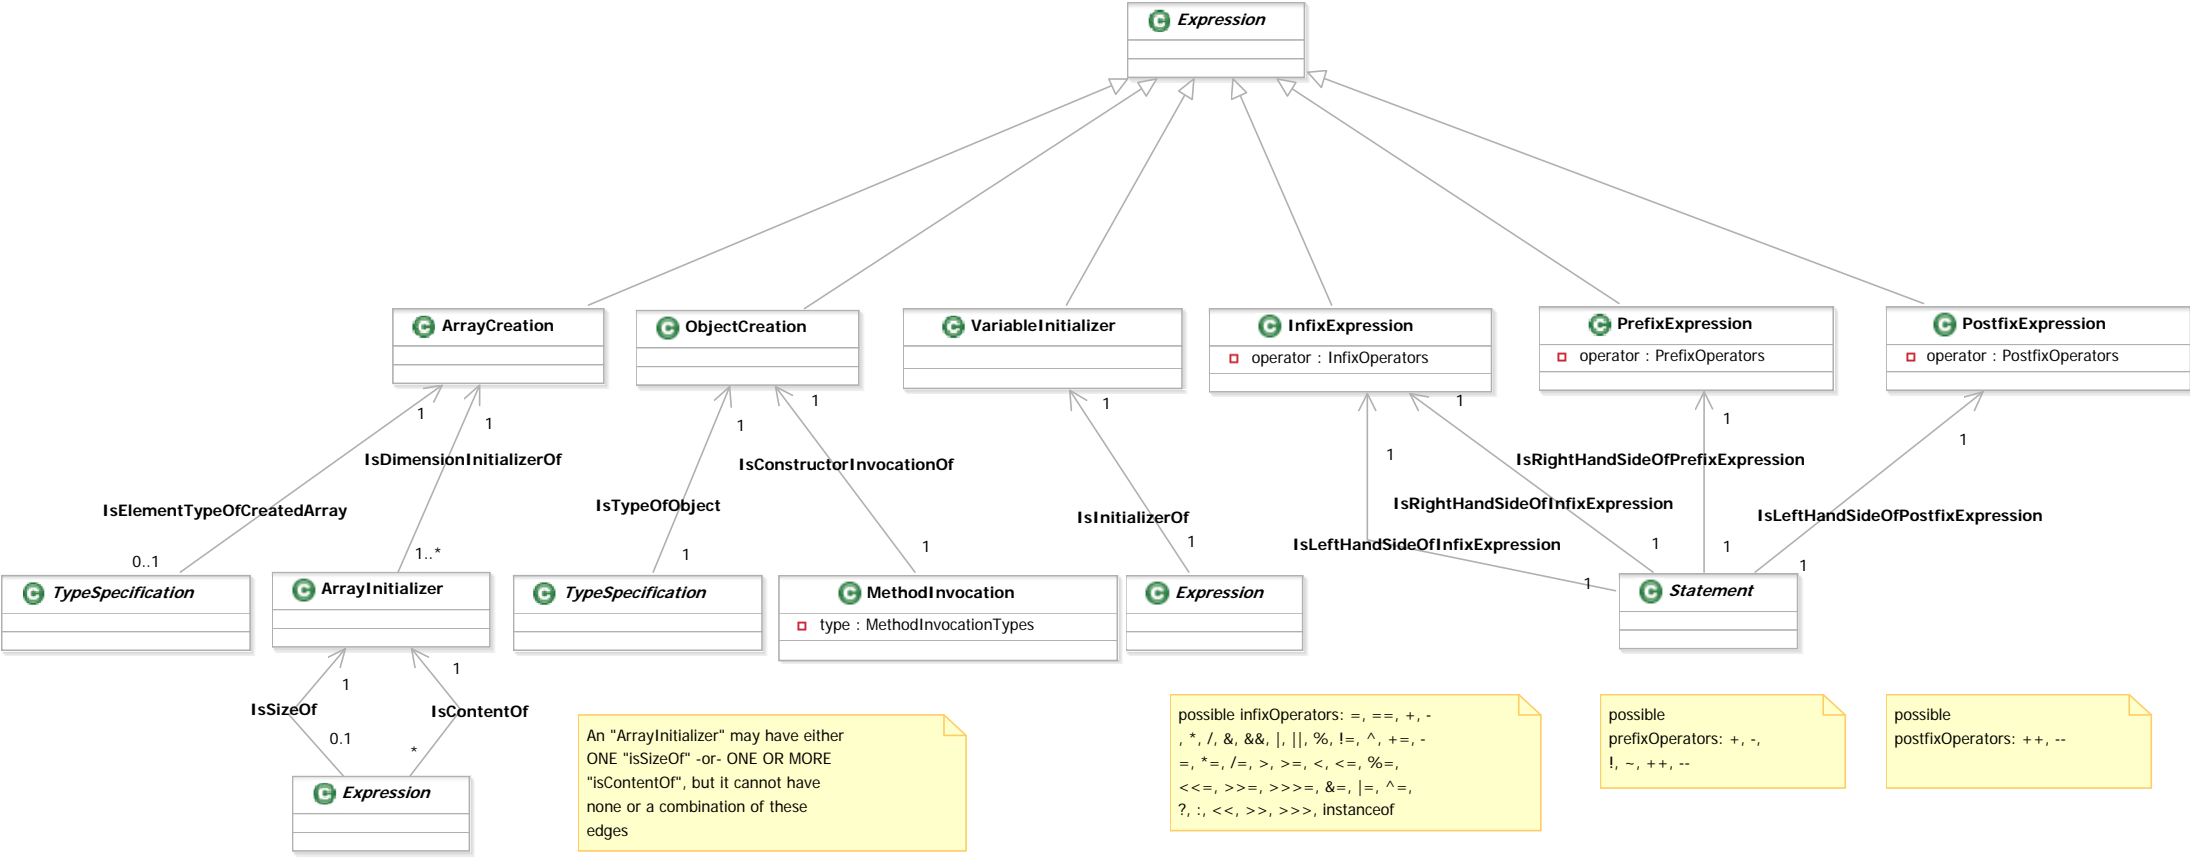 Expression
ArrayCreation
ObjectCreation
VariableInitializer
InfixExpression
operator : InfixOperators
PrefixExpression
operator : PrefixOperators
PostfixExpression
operator : PostfixOperators
1
1
1
1
1
1
1
1
1
IsDimensionInitializerOf
IsConstructorInvocationOf
IsRightHandSideOfPrefixExpression
IsElementTypeOfCreatedArray
IsTypeOfObject
IsInitializerOf
IsRightHandSideOfInfixExpression
IsLeftHandSideOfPostfixExpression
IsLeftHandSideOfInfixExpression
0..1
1..*
1
1
1
1
1
1
1
TypeSpecification
ArrayInitializer
TypeSpecification
MethodInvocation
type : MethodInvocationTypes
Expression
Statement
1
1
IsSizeOf
IsContentOf
0.1
*
Expression
An "ArrayInitializer" may have either
ONE "isSizeOf" -or- ONE OR MORE
"isContentOf", but it cannot have
none or a combination of these
edges
possible infixOperators: =, ==, +, -
, *, /, &, &&, |, ||, %, !=, ^, +=, -
=, *=, /=, >, >=, <, <=, %=,
<<=, >>=, >>>=, &=, |=, ^=,
?, :, <<, >>, >>>, instanceof
possible
prefixOperators: +, -,
!, ~, ++, --
possible
postfixOperators: ++, --